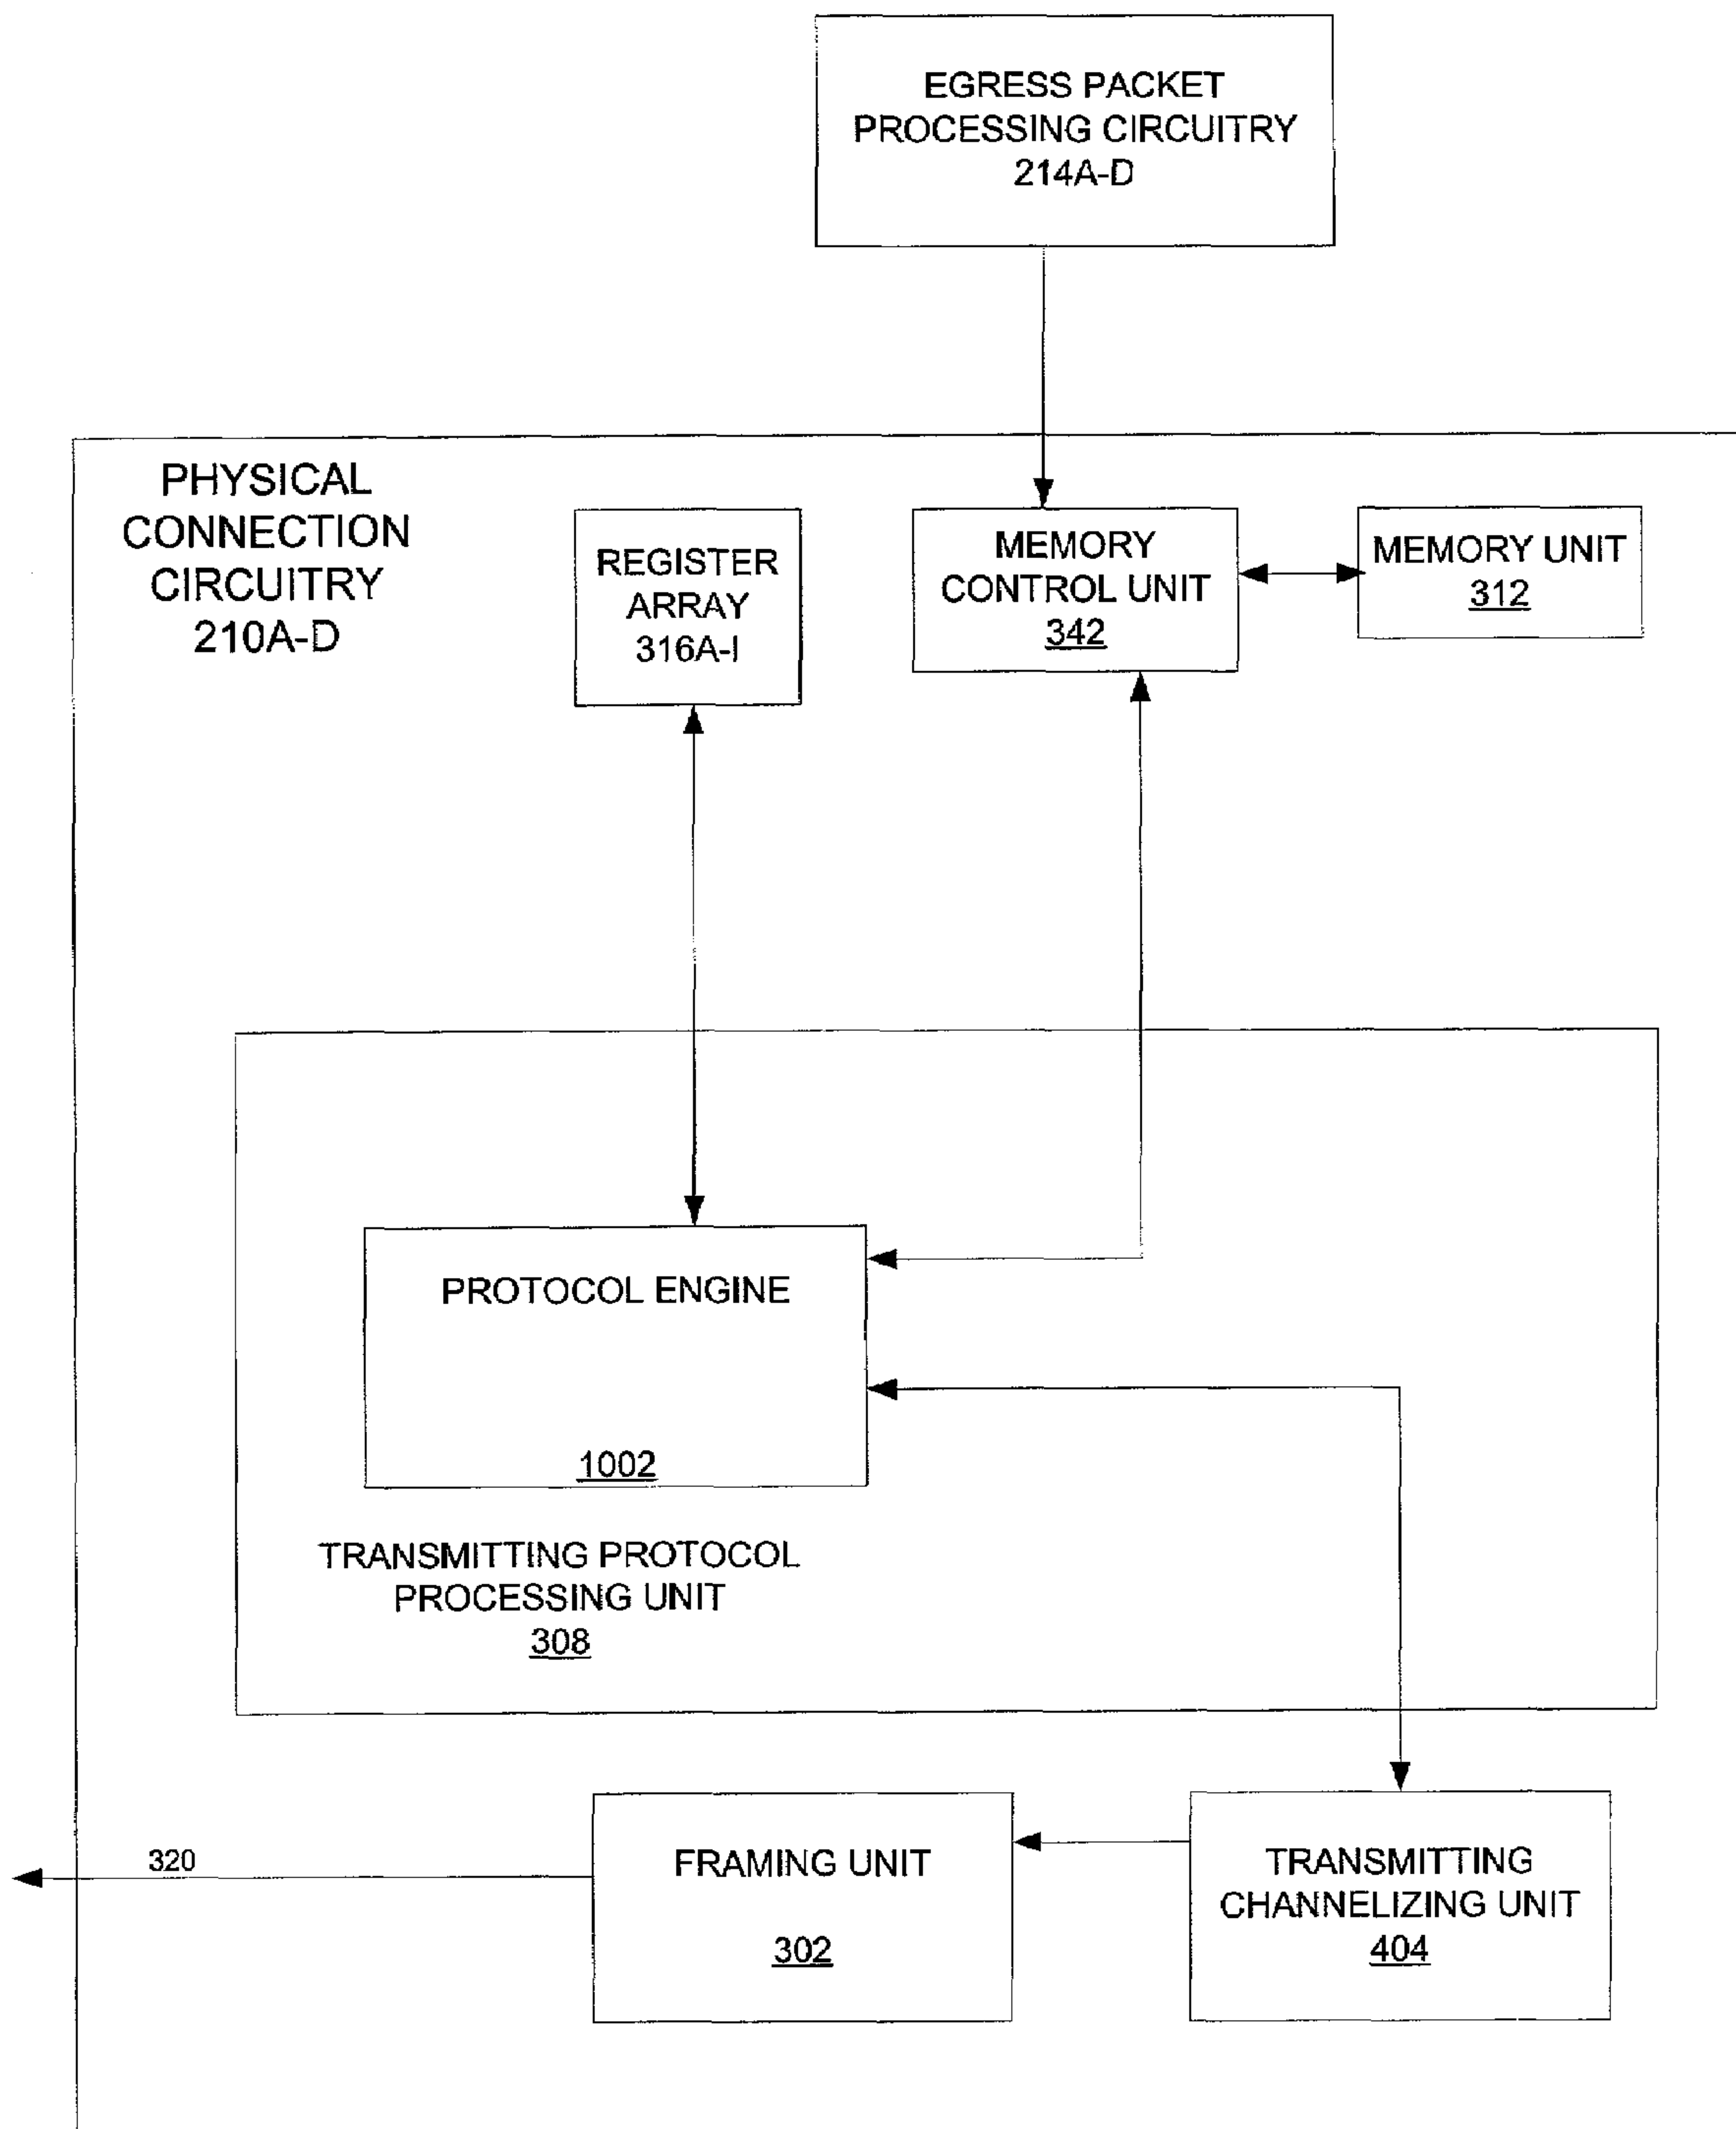 EGRESS PACKET
PROCESSING CIRCUITRY
214A-D
PHYSICAL
CONNECTION
CIRCUITRY
210A-D
REGISTER
ARRAY
316A-I
MEMORY
CONTROL UNIT
342
MEMORY UNIT
312
PROTOCOL ENGINE
1002
TRANSMITTING PROTOCOL
PROCESSING UNIT
308
320
FRAMING UNIT
302
TRANSMITTING
CHANNELIZING UNIT
404